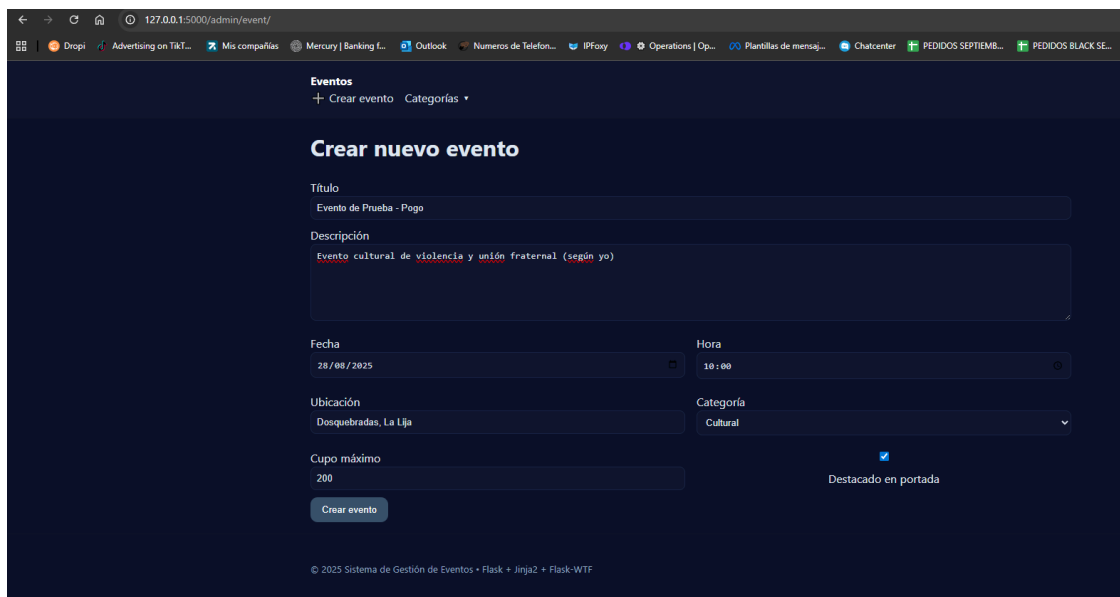 127.0.0.1:5000/admin/event/
Dropi Advertising on TikT... Mis compañías Mercury | Banking f... Outlook Numeros de Telefon... IPFoxy Operations | Op... Plantillas de mensaj... Chatcenter PEDIDOS SEPTIEMB... PEDIDOS BLACK SE...
Eventos
+ Crear evento Categorías ▾
Crear nuevo evento
Título
Evento de Prueba - Pogo
Descripción
Evento cultural de violencia y unión fraternal (según yo)
Fecha Hora
28/08/2025 10:00
Ubicación Categoría
Dosquebradas, La Lija Cultural
Cupo máximo
200
Destacado en portada
Crear evento
© 2025 Sistema de Gestión de Eventos • Flask + Jinja2 + Flask-WTF